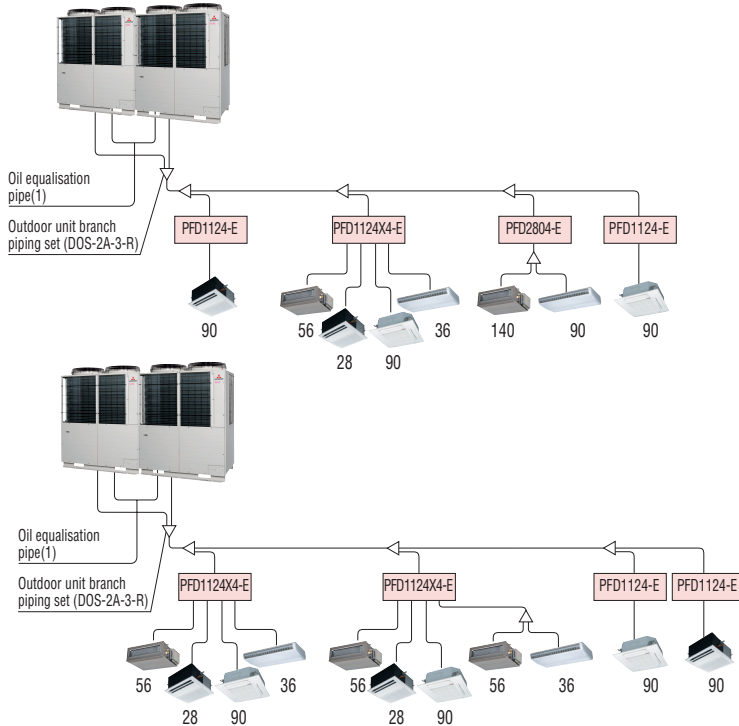 Oil equalisation
pipe(1)
Outdoor unit branch
piping set (DOS-2A-3-R)
PFD1124-E
PFD1124X4-E
PFD2804-E
PFD1124-E
90
56
28
90
36
140
90
90
Oil equalisation
pipe(1)
Outdoor unit branch
piping set (DOS-2A-3-R)
PFD1124X4-E
PFD1124X4-E
PFD1124-E
PFD1124-E
56
28
90
36
56
28
90
56
36
90
90